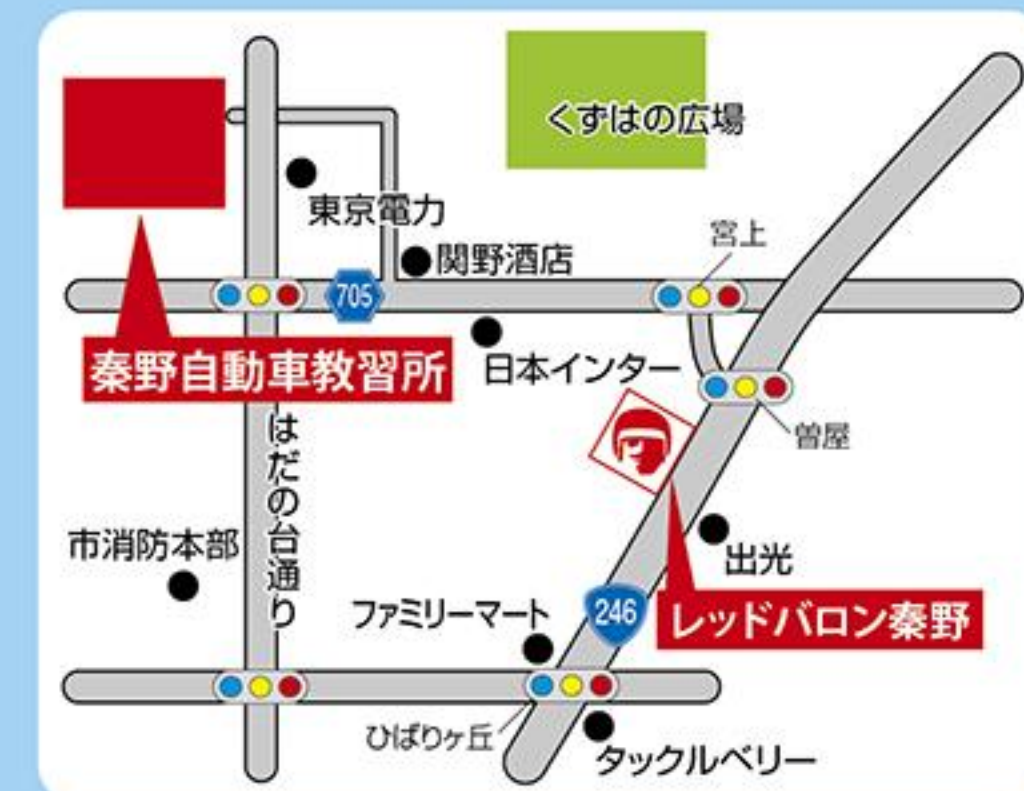 くずはの広場
東京電力
宮上
関野酒店
705
日本インター
秦野自動車教習所
曽屋
はだの台通り
市消防本部
出光
ファミリーマート
246
レッドバロン秦野
ひばりヶ丘
タックルベリー